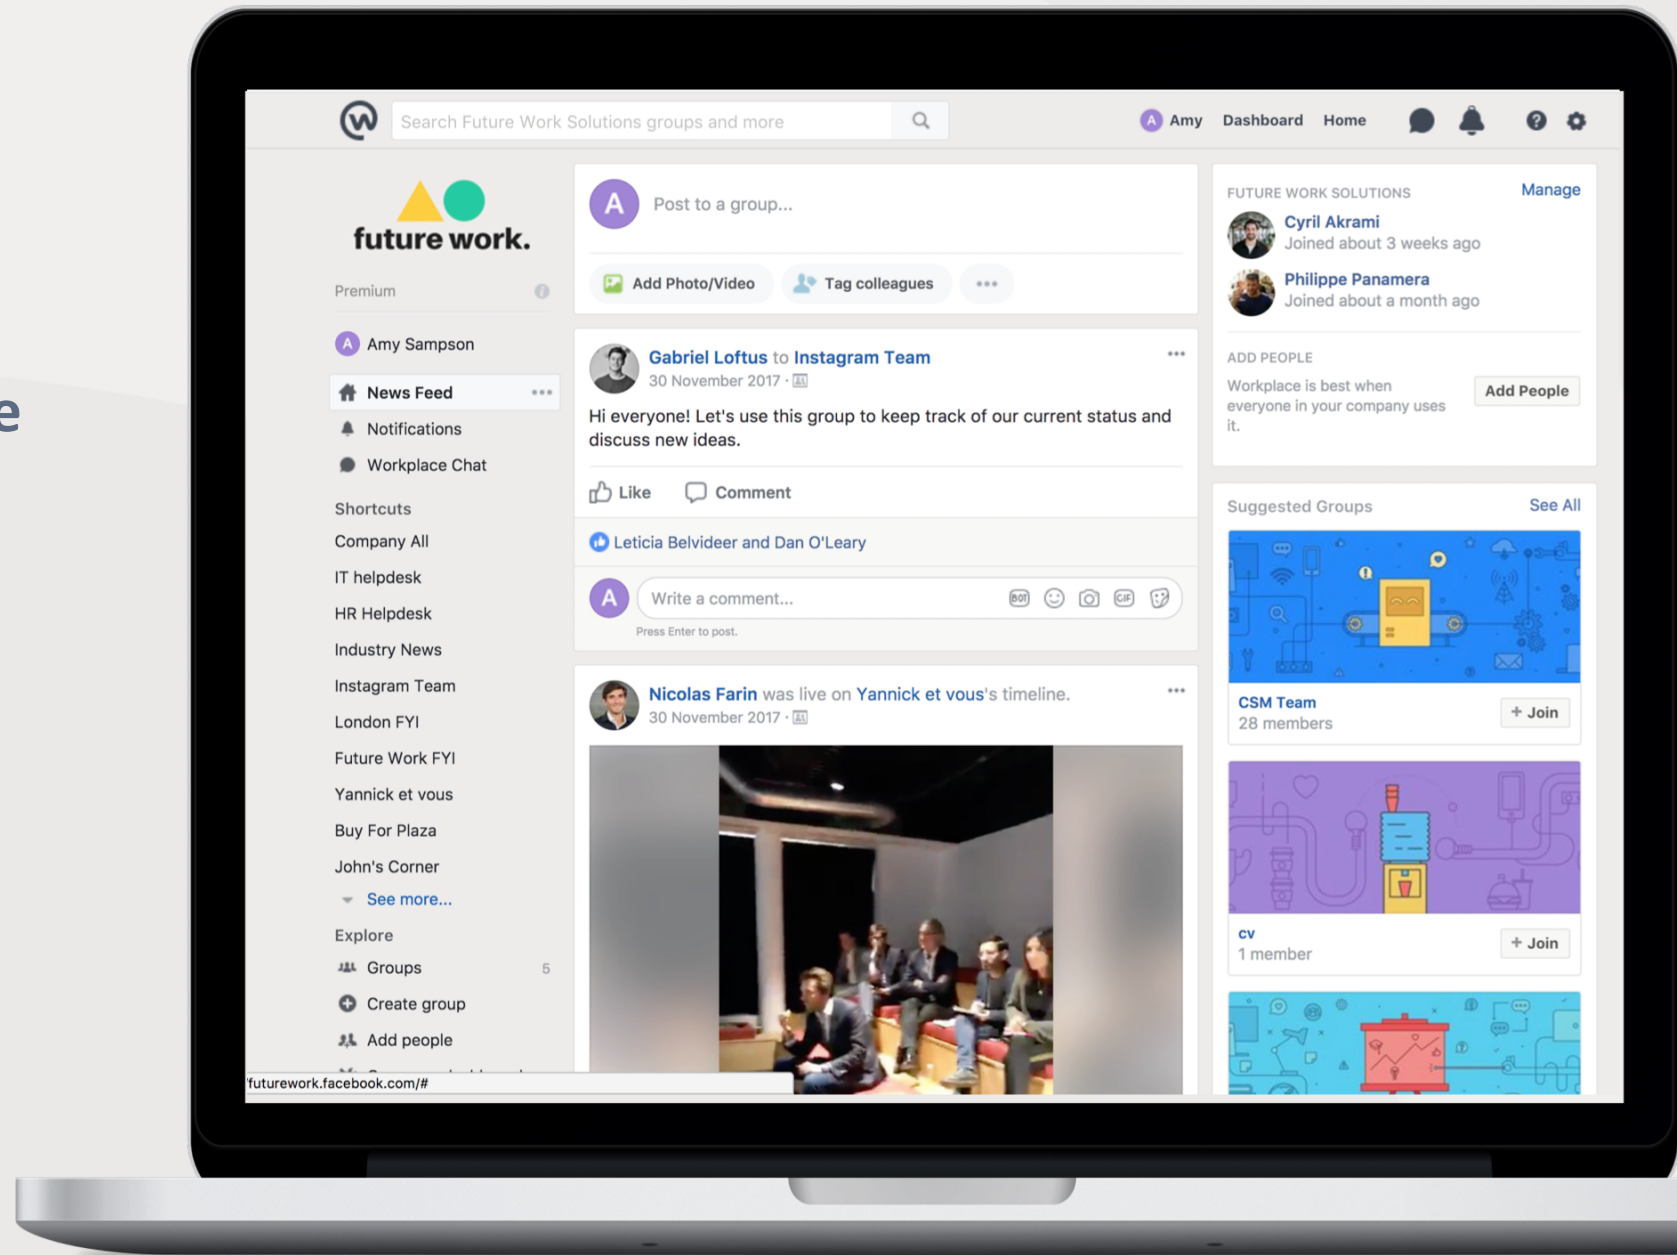 e
Search Future Work Solutions groups and more
A Amy Dashboard Home
future work.
Premium
A Amy Sampson
News Feed
Notifications
Workplace Chat
Shortcuts
Company All
IT helpdesk
HR Helpdesk
Industry News
Instagram Team
London FYI
Future Work FYI
Yannick et vous
Buy For Plaza
John's Corner
See more...
Explore
Groups 5
Create group
Add people
futurework.facebook.com/#
A Post to a group...
Add Photo/Video Tag colleagues
Gabriel Loftus to Instagram Team
30 November 2017 ·
Hi everyone! Let's use this group to keep track of our current status and
discuss new ideas.
Like Comment
Leticia Belvideer and Dan O'Leary
A Write a comment... BOT GIF
Press Enter to post.
Nicolas Farin was live on Yannick et vous's timeline.
30 November 2017 ·
FUTURE WORK SOLUTIONS Manage
Cyril Akrami
Joined about 3 weeks ago
Philippe Panamera
Joined about a month ago
ADD PEOPLE
Workplace is best when
everyone in your company uses
it.
Add People
Suggested Groups See All
CSM Team
28 members
+ Join
cv
1 member
+ Join